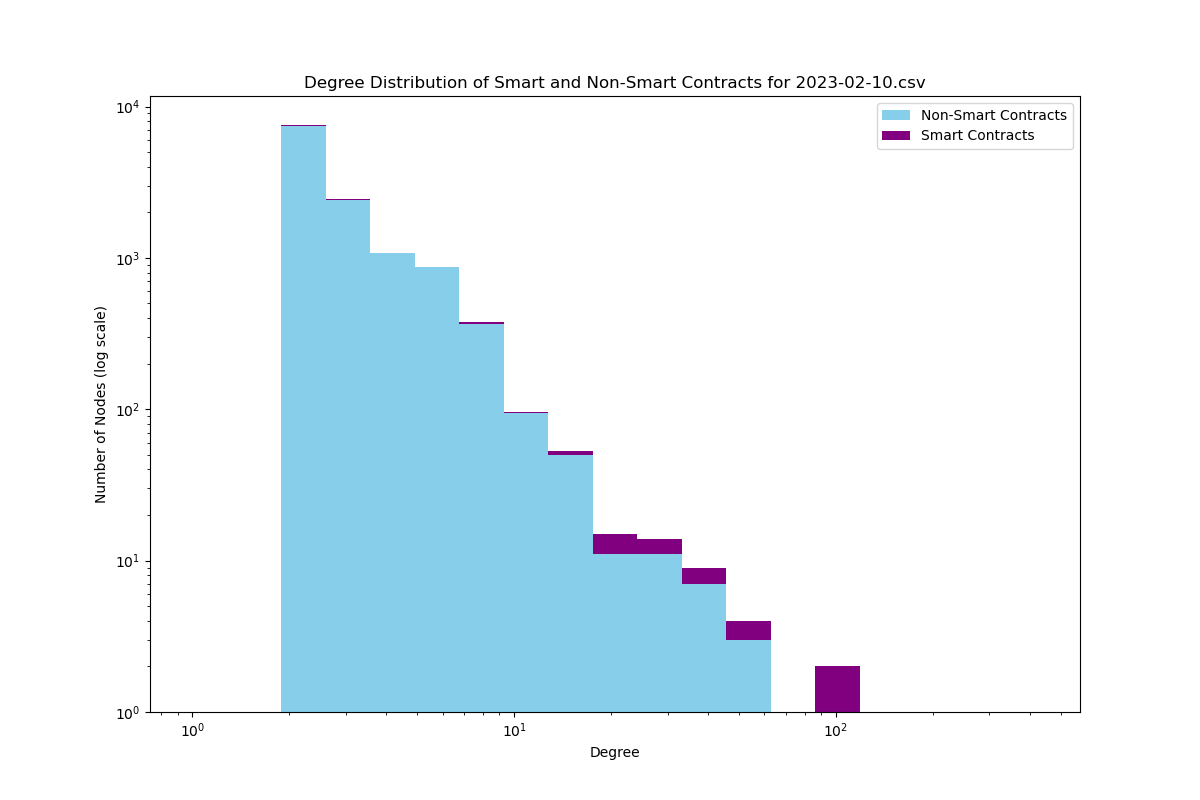 Degree Distribution of Smart and Non-Smart Contracts for 2023-02-10.csv
Non-Smart Contracts
Smart Contracts
Number of Nodes (log scale)
10^4
10^3
10^2
10^1
10^0
10^0 10^1 10^2
Degree